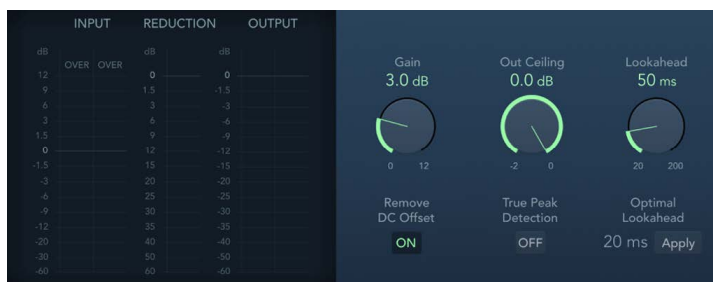 INPUT REDUCTION OUTPUT
dB dB dB
OVER OVER
12 0 0
9 1.5 -1.5
6 3 -3
3 6 -6
1.5 9 -9
0 12 -12
-1.5 15 -15
-3 20 -20
-6 25 -25
-9 30 -30
-12 35 -35
-20 40 -40
-30 50 -50
-60 60 -60
Gain Out Ceiling Lookahead
3.0 dB 0.0 dB 50 ms
0 12 -2 0 20 200
Remove True Peak Optimal
DC Offset Detection Lookahead
ON OFF 20 ms Apply